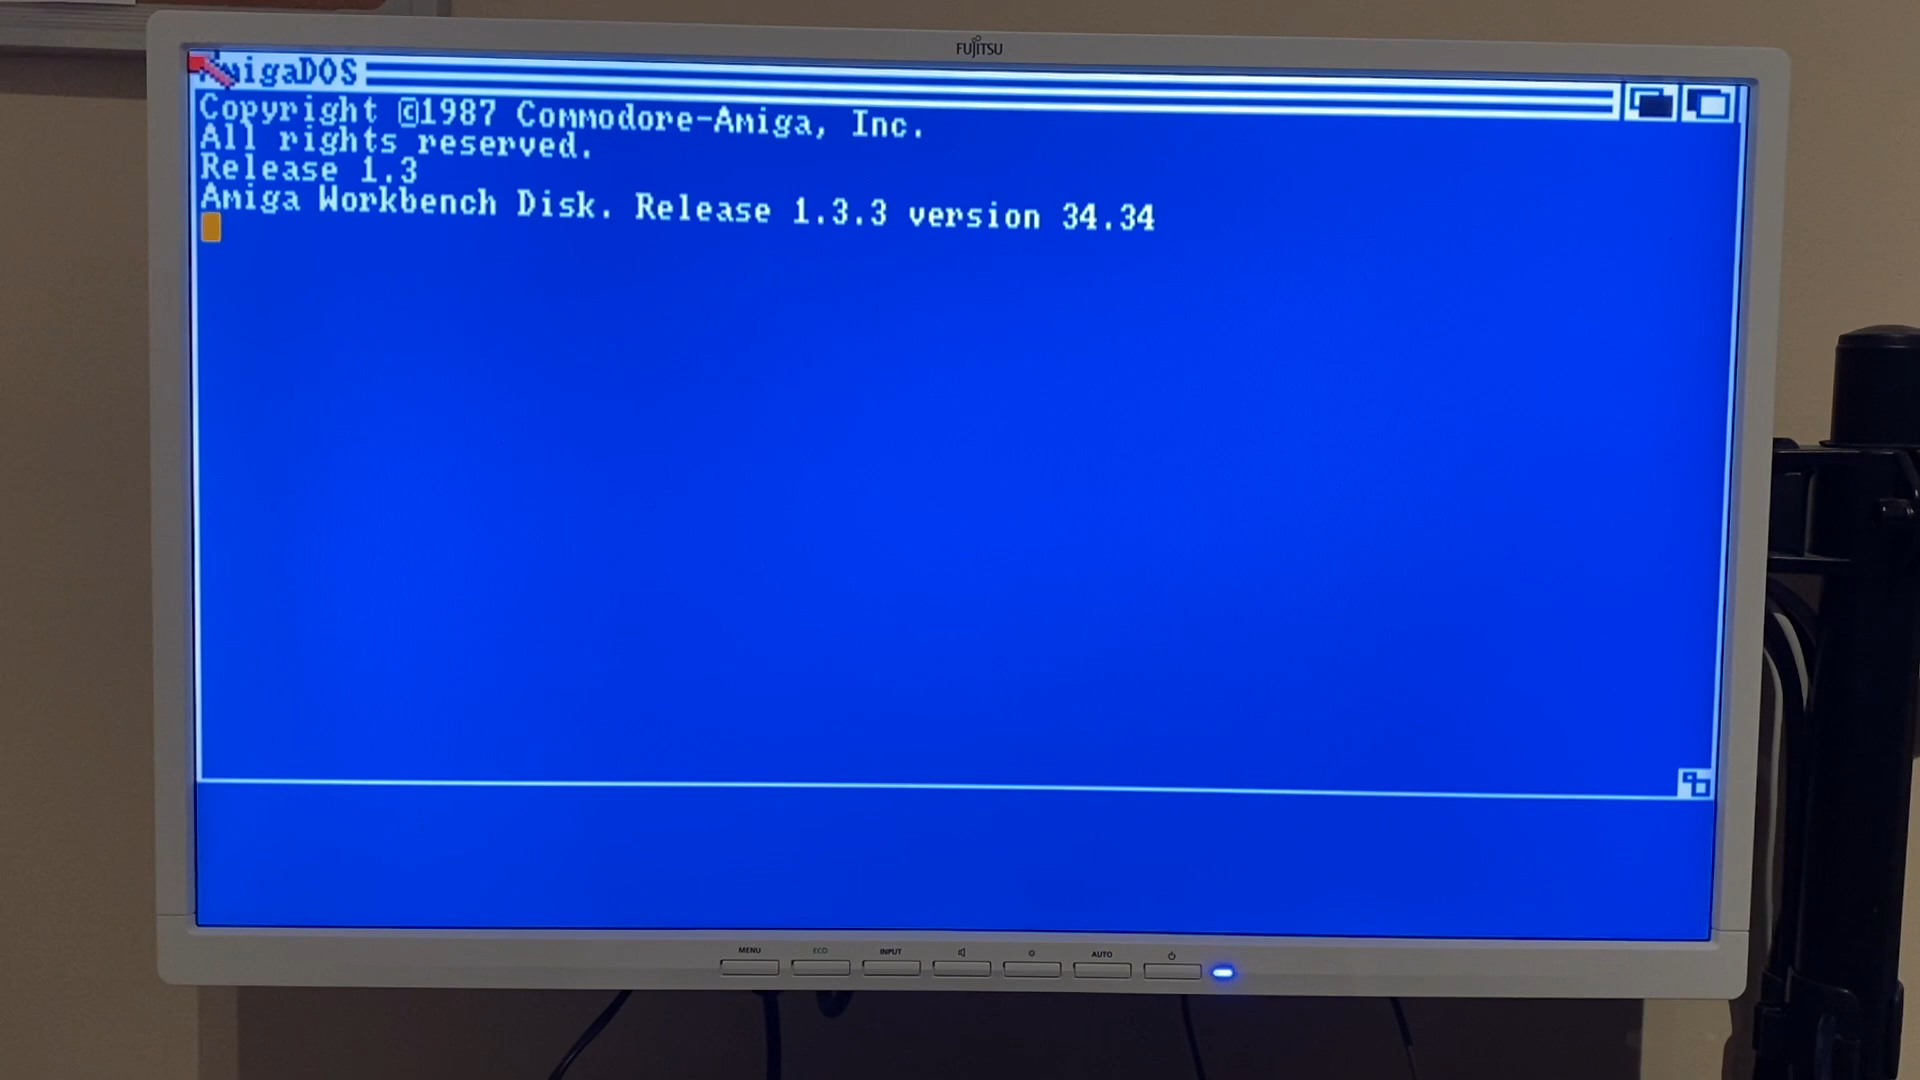 FUJITSU
AmigaDOS
Copyright ©1987 Commodore-Amiga, Inc.
All rights reserved.
Release 1.3
Amiga Workbench Disk. Release 1.3.3 version 34.34
MENU ECO INPUT AUTO